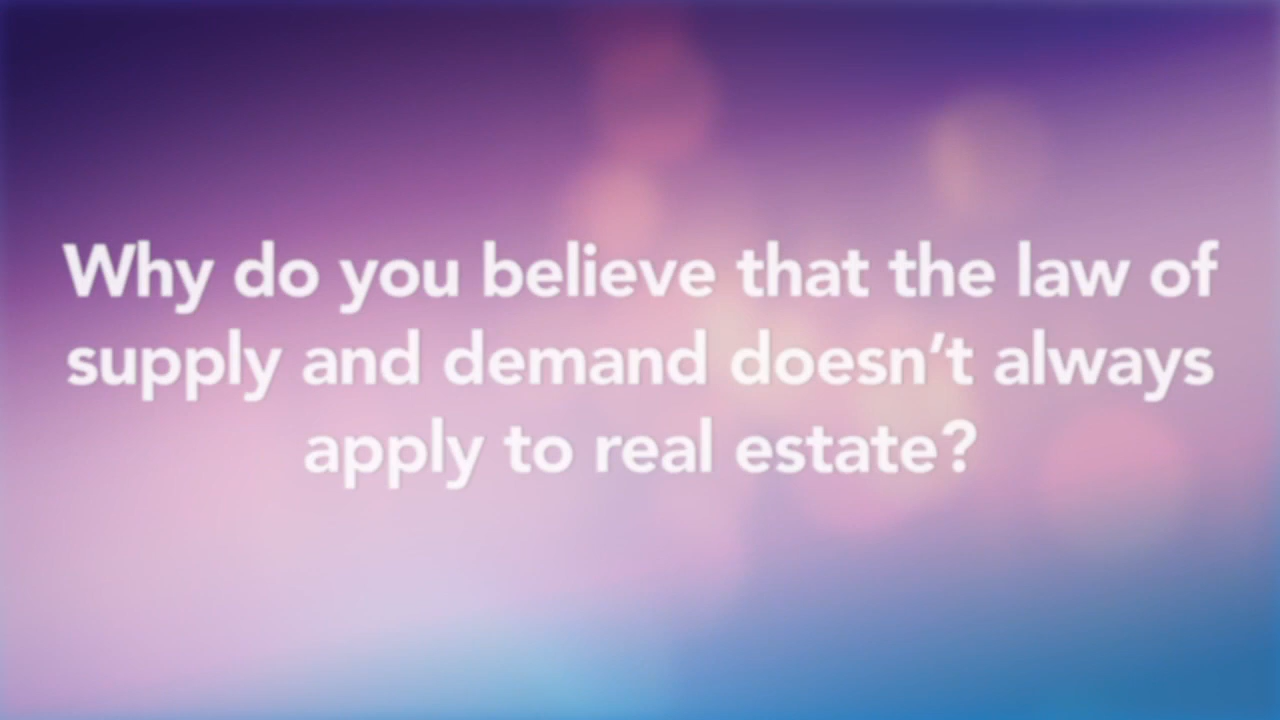 Why do you believe that the law of
supply and demand doesn’t always
apply to real estate?